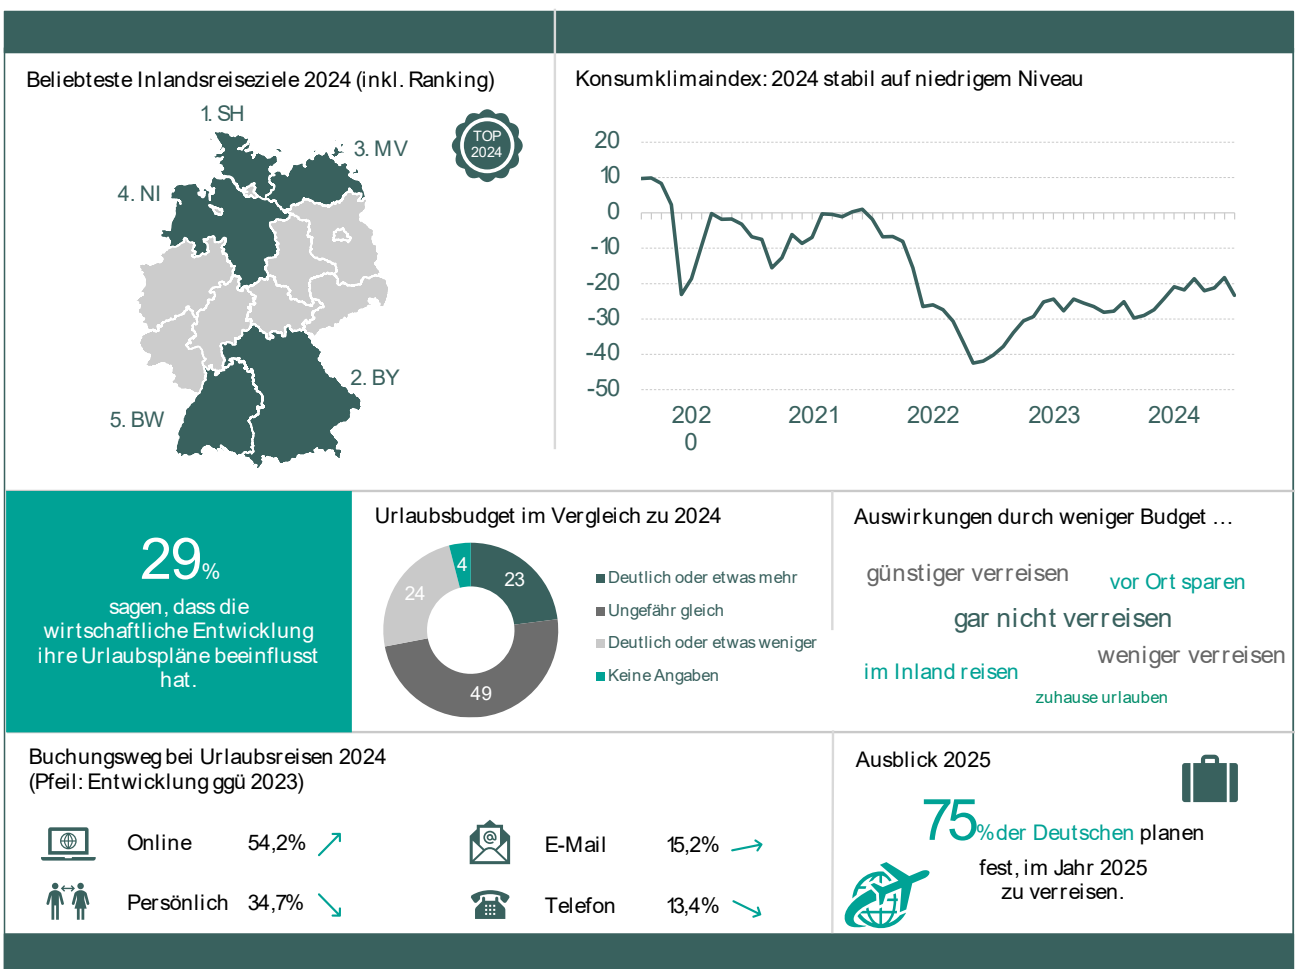 Beliebteste Inlandsreiseziele 2024 (inkl. Ranking)
1. SH
3. MV
4. NI
2. BY
5. BW
TOP
2024
Konsumklimaindex: 2024 stabil auf niedrigem Niveau
20
10
0
-10
-20
-30
-40
-50
202
0
2021
2022
2023
2024
29%
sagen, dass die
wirtschaftliche Entwicklung
ihre Urlaubspläne beeinflusst
hat.
Urlaubsbudget im Vergleich zu 2024
4
23
24
49
Deutlich oder etwas mehr
Ungefähr gleich
Deutlich oder etwas weniger
Keine Angaben
Auswirkungen durch weniger Budget …
günstiger verreisen
vor Ort sparen
gar nicht verreisen
weniger verreisen
im Inland reisen
zuhause urlauben
Buchungsweg bei Urlaubsreisen 2024
(Pfeil: Entwicklung ggü 2023)
Online 54,2%
Persönlich 34,7%
@
E-Mail 15,2%
Telefon 13,4%
Ausblick 2025
75% der Deutschen planen
fest, im Jahr 2025
zu verreisen.